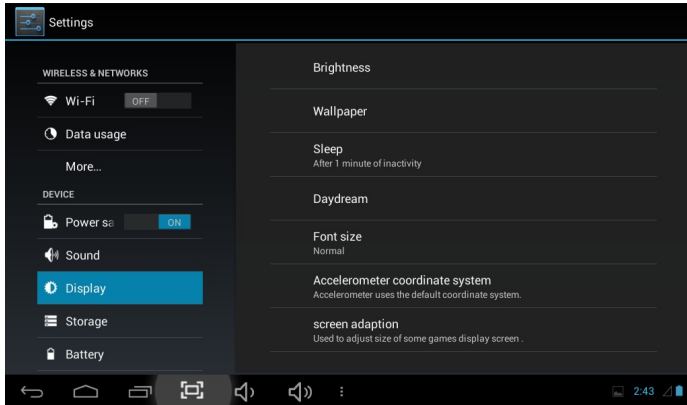 Settings
WIRELESS & NETWORKS
Wi-Fi OFF
Data usage
More...
DEVICE
Power sa ON
Sound
Display
Storage
Battery
Brightness
Wallpaper
Sleep
After 1 minute of inactivity
Daydream
Font size
Normal
Accelerometer coordinate system
Accelerometer uses the default coordinate system.
screen adaption
Used to adjust size of some games display screen .
2:43